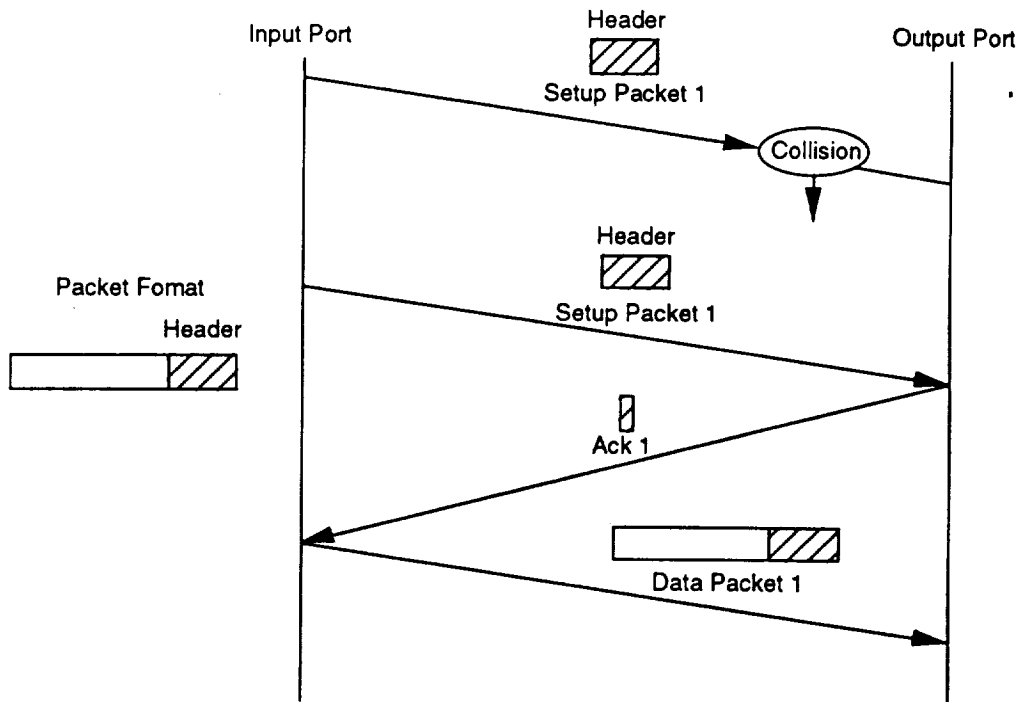 Header
Input Port
Output Port
Setup Packet 1
Collision
Header
Packet Fomat
Setup Packet 1
Header
Ack 1
Data Packet 1